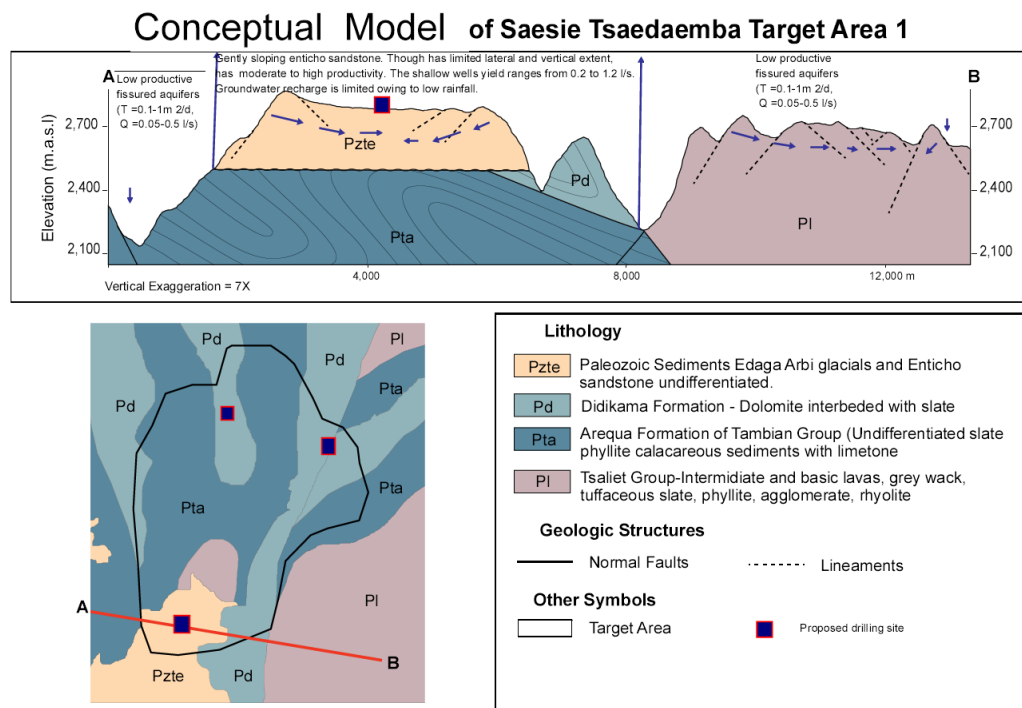 Conceptual Model of Saesie Tsaedaemba Target Area 1
A
Low productive
fissured aquifers
(T =0.1-1m 2/d,
Q =0.05-0.5 l/s)
Gently sloping enticho sandstone. Though has limited lateral and vertical extent,
has moderate to high productivity. The shallow wells yield ranges from 0.2 to 1.2 l/s.
Groundwater recharge is limited owing to low rainfall.
Low productive
fissured aquifers
(T =0.1-1m 2/d,
Q =0.05-0.5 l/s)
B
Elevation (m.a.s.l)
2,700
2,400
2,100
Pzte
Pd
Pta
Pl
2,700
2,400
2,100
4,000
8,000
12,000 m
Vertical Exaggeration = 7X
Pd
Pl
Pd
Pta
Pd
Pta
Pta
Pta
Pl
A
B
Pzte
Pd
Lithology
Pzte Paleozoic Sediments Edaga Arbi glacials and Enticho
sandstone undifferentiated.
Pd Didikama Formation - Dolomite interbeded with slate
Pta Arequa Formation of Tambian Group (Undifferentiated slate
phyllite calacareous sediments with limetone
Pl Tsaliet Group-Intermidiate and basic lavas, grey wack,
tuffaceous slate, phyllite, agglomerate, rhyolite
Geologic Structures
Normal Faults
Lineaments
Other Symbols
Target Area
Proposed drilling site